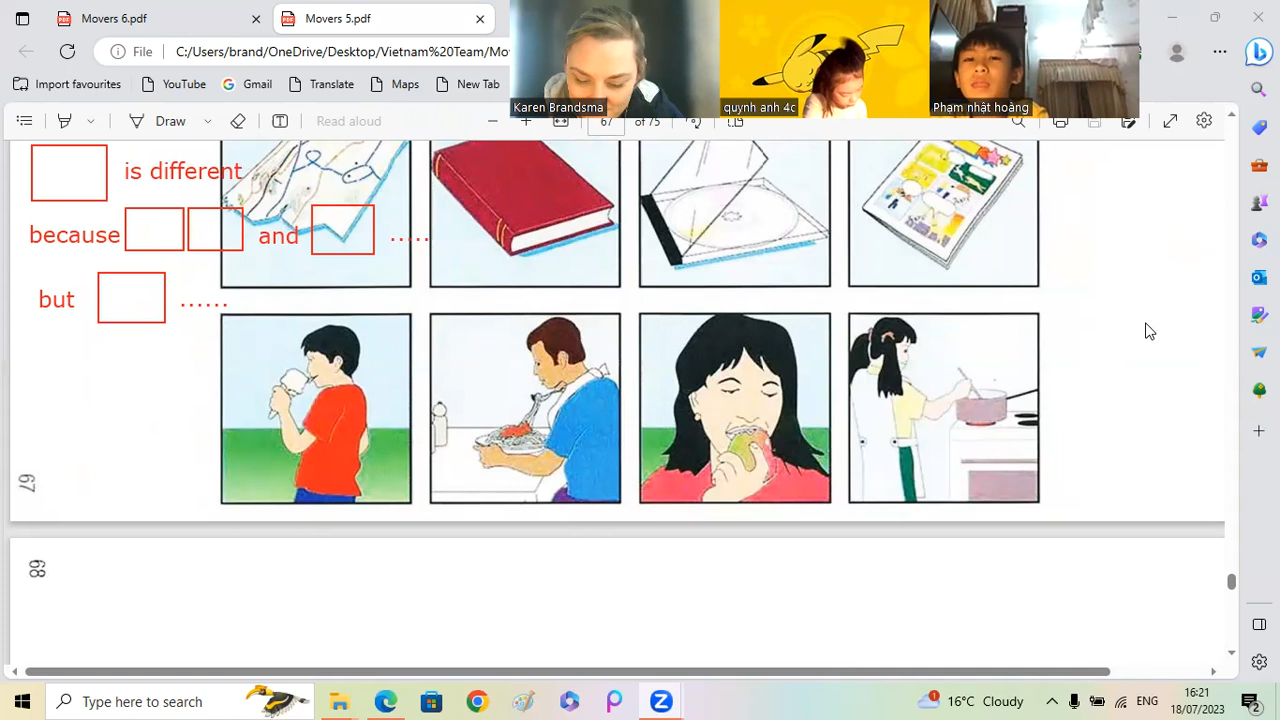 Movers 6.pdf
Movers 5.pdf
File
C:/Users/brand/OneDrive/Desktop/Vietnam%20Team/Mo
Import favourites
YouTube
Gmail
Translate
Maps
New Tab
Karen Brandsma
quynh anh 4c
Phạm nhật hoàng
Draw
Read aloud
67
of 75
is different
because
and
.....
but
......
67
68
Type here to search
16°C Cloudy
ENG
16:21
18/07/2023
2